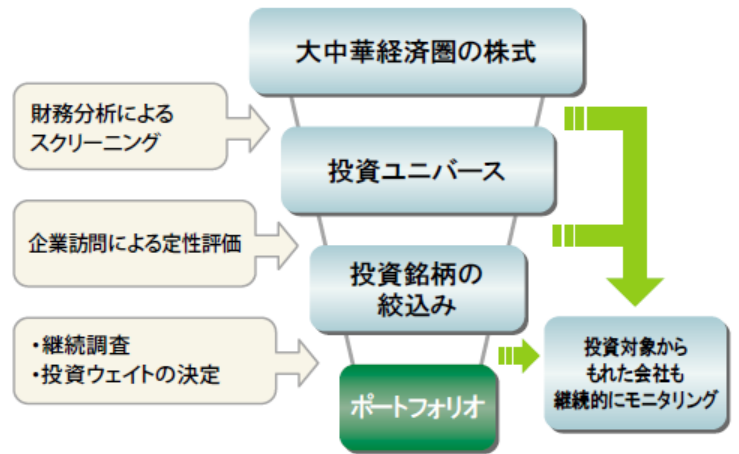 大中華経済圏の株式
財務分析による
スクリーニング
投資ユニバース
企業訪問による定性評価
投資銘柄の
絞込み
・継続調査
・投資ウェイトの決定
ポートフォリオ
投資対象から
もれた会社も
継続的にモニタリング